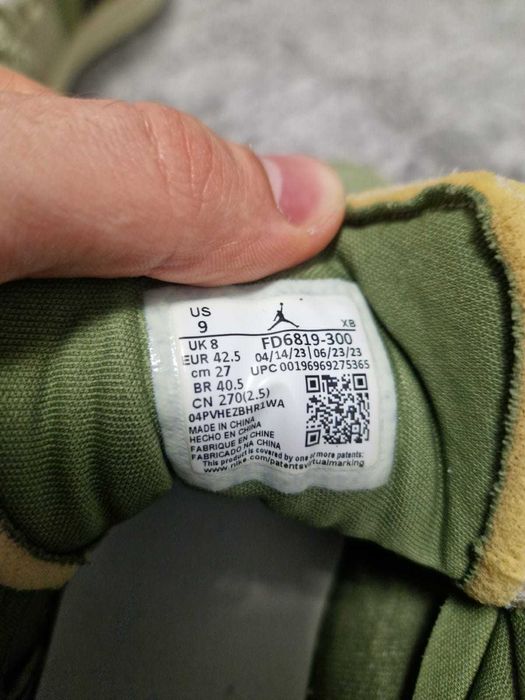 US
9
XB
UK 8 FD6819-300
EUR 42.5 04/14/23 | 06/23/23
cm 27 UPC 00196969275365
BR 40.5
CN 270(2.5)
04PVHEZBHR1WA
MADE IN CHINA
HECHO EN CHINA
FABRIQUE EN CHINE
FABRICADO NA CHINA
This product is covered by one or more patents:
www.nike.com/patentsvirtualmarking